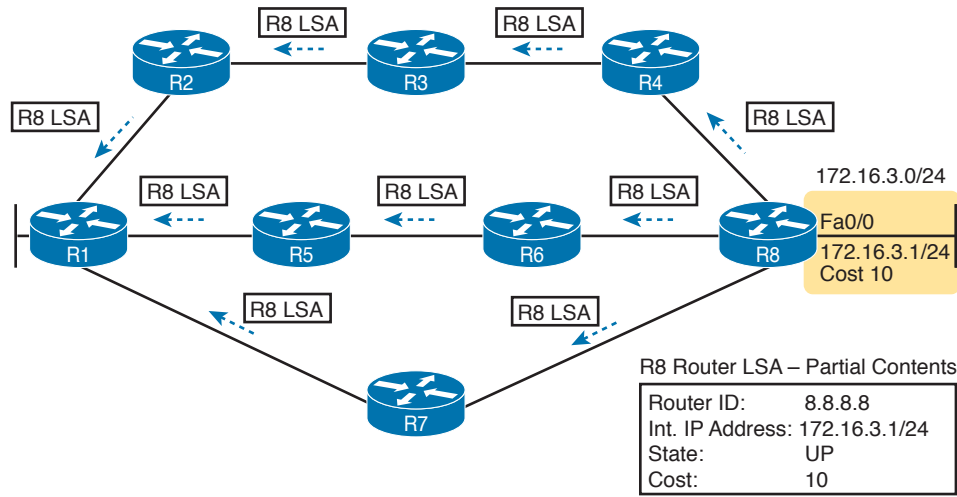 R8 LSA
R8 LSA
R2
R3
R4
R8 LSA
R8 LSA
172.16.3.0/24
R8 LSA
R8 LSA
R8 LSA
Fa0/0
R1
R5
R6
R8
172.16.3.1/24
Cost 10
R8 LSA
R8 LSA
R7
R8 Router LSA – Partial Contents
Router ID: 8.8.8.8
Int. IP Address: 172.16.3.1/24
State: UP
Cost: 10